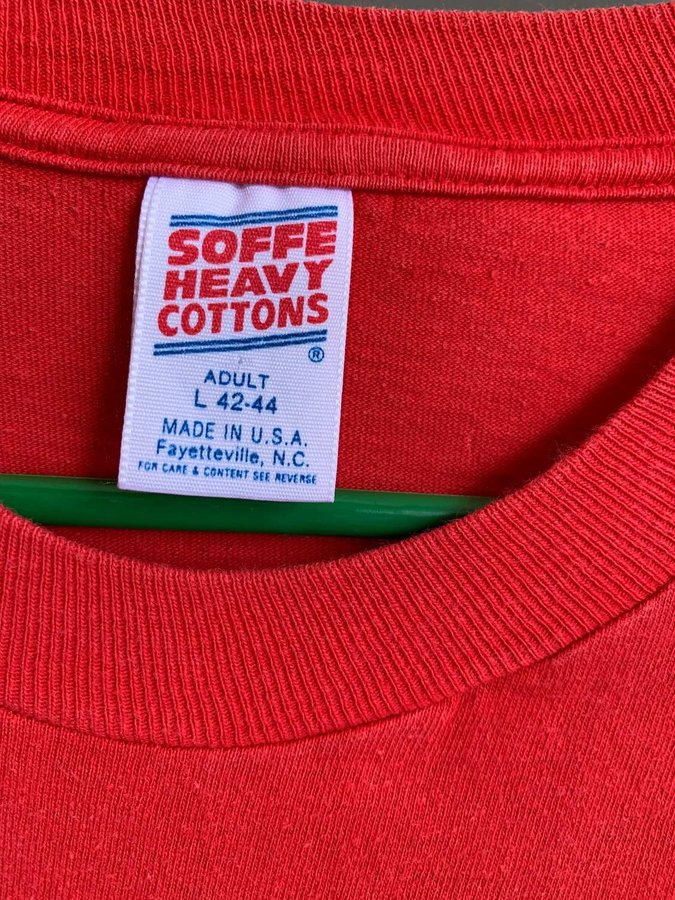 SOFFE
HEAVY
COTTONS
®
ADULT
L 42-44
MADE IN U.S.A.
Fayetteville, N.C.
FOR CARE & CONTENT SEE REVERSE